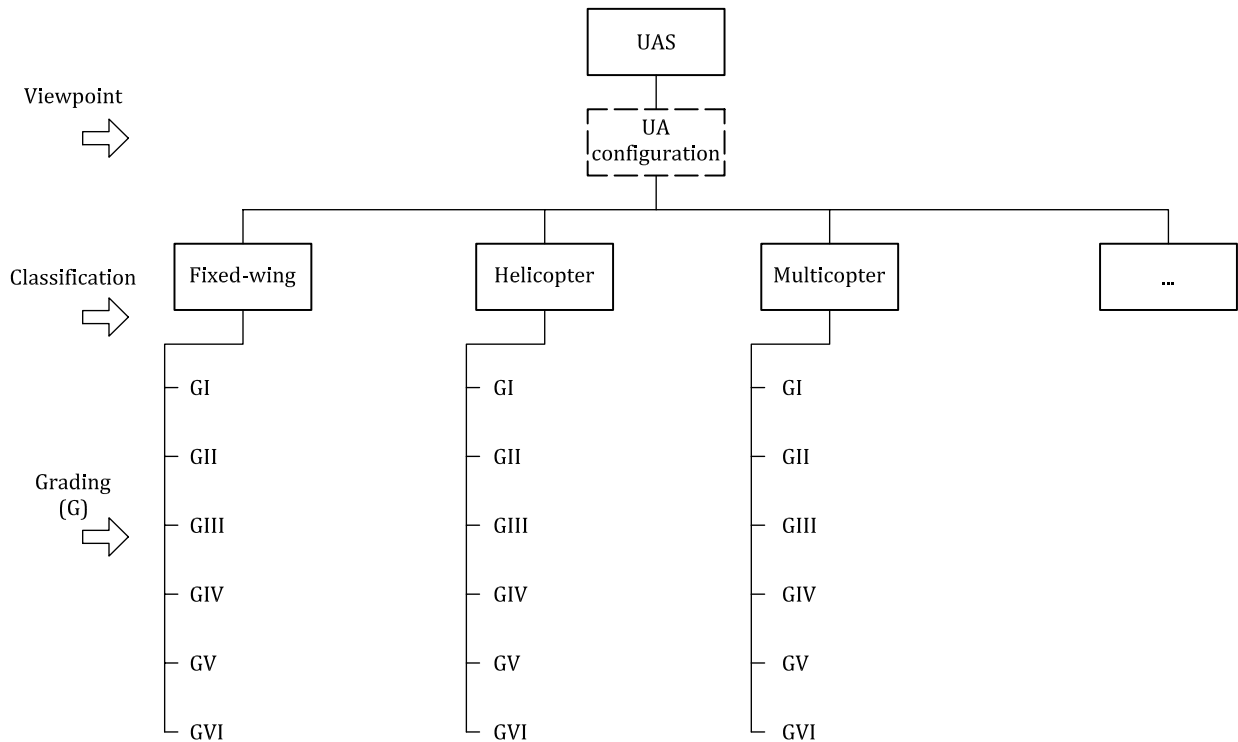 UAS
Viewpoint
UA
configuration
Classification
Fixed-wing
Helicopter
Multicopter
...
GI
GI
GI
GII
GII
GII
Grading
(G)
GIII
GIII
GIII
GIV
GIV
GIV
GV
GV
GV
GVI
GVI
GVI